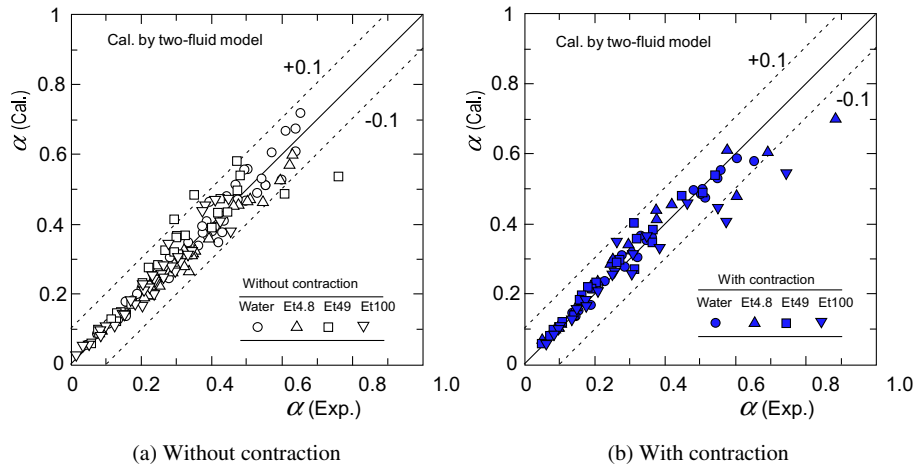 1
Cal. by two-fluid model
0.8
+0.1
0.6
-0.1
α (Cal.)
0.4
0.2
Without contraction
Water Et4.8 Et49 Et100
0
0 0.2 0.4 0.6 0.8 1.0
α (Exp.)
(a) Without contraction
1
Cal. by two-fluid model
0.8
+0.1
-0.1
0.6
α (Cal.)
0.4
0.2
With contraction
Water Et4.8 Et49 Et100
0
0 0.2 0.4 0.6 0.8 1.0
α (Exp.)
(b) With contraction